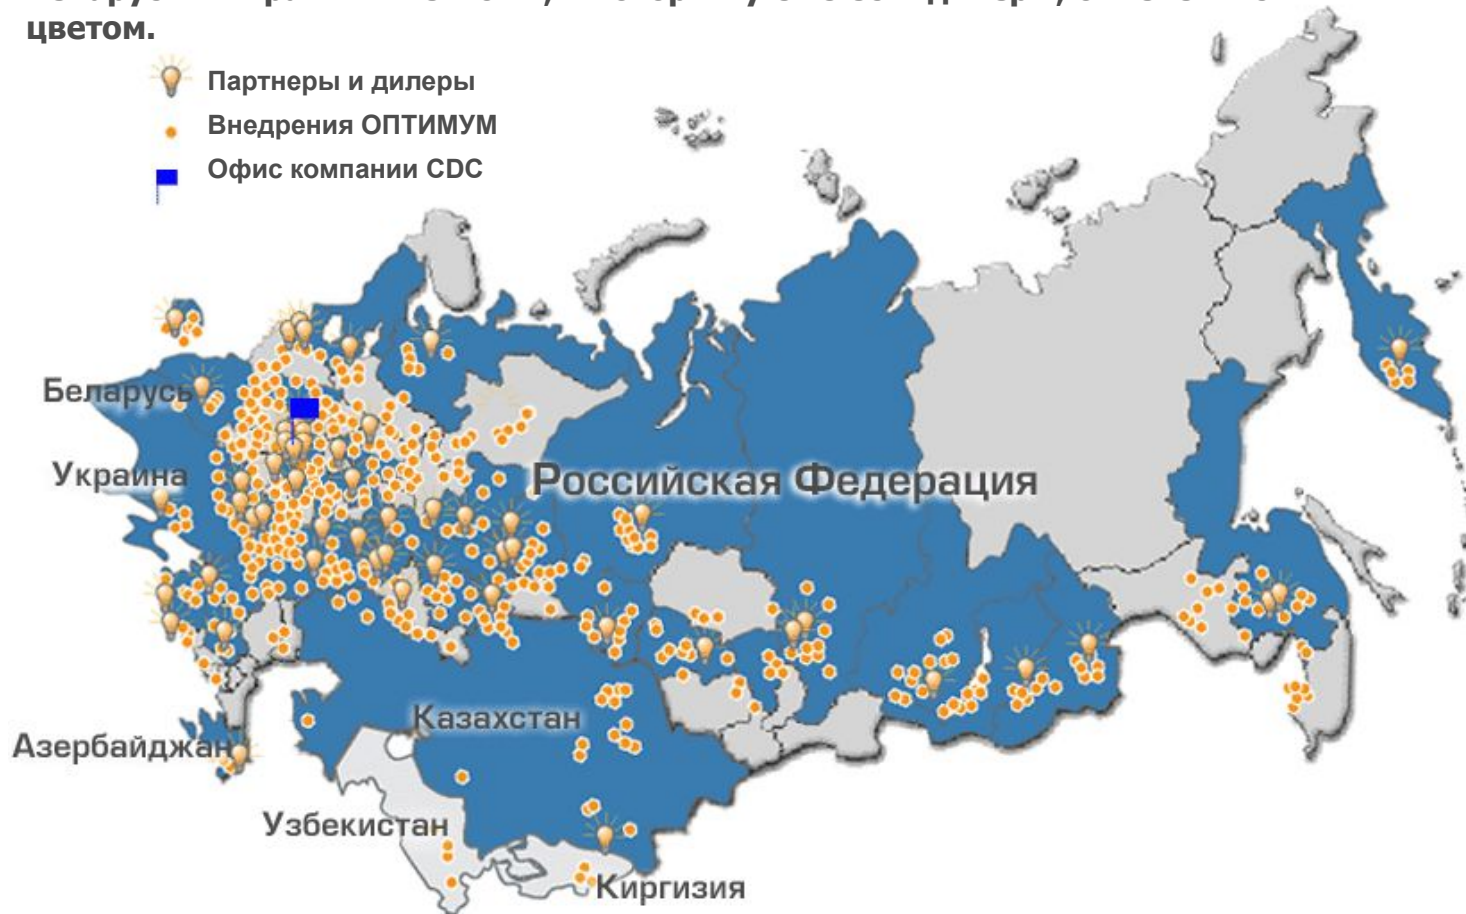 цветом.
Партнеры и дилеры
Внедрения ОПТИМУМ
Офис компании CDC
Беларусь
Украина
Российская Федерация
Казахстан
Азербайджан
Узбекистан
Киргизия